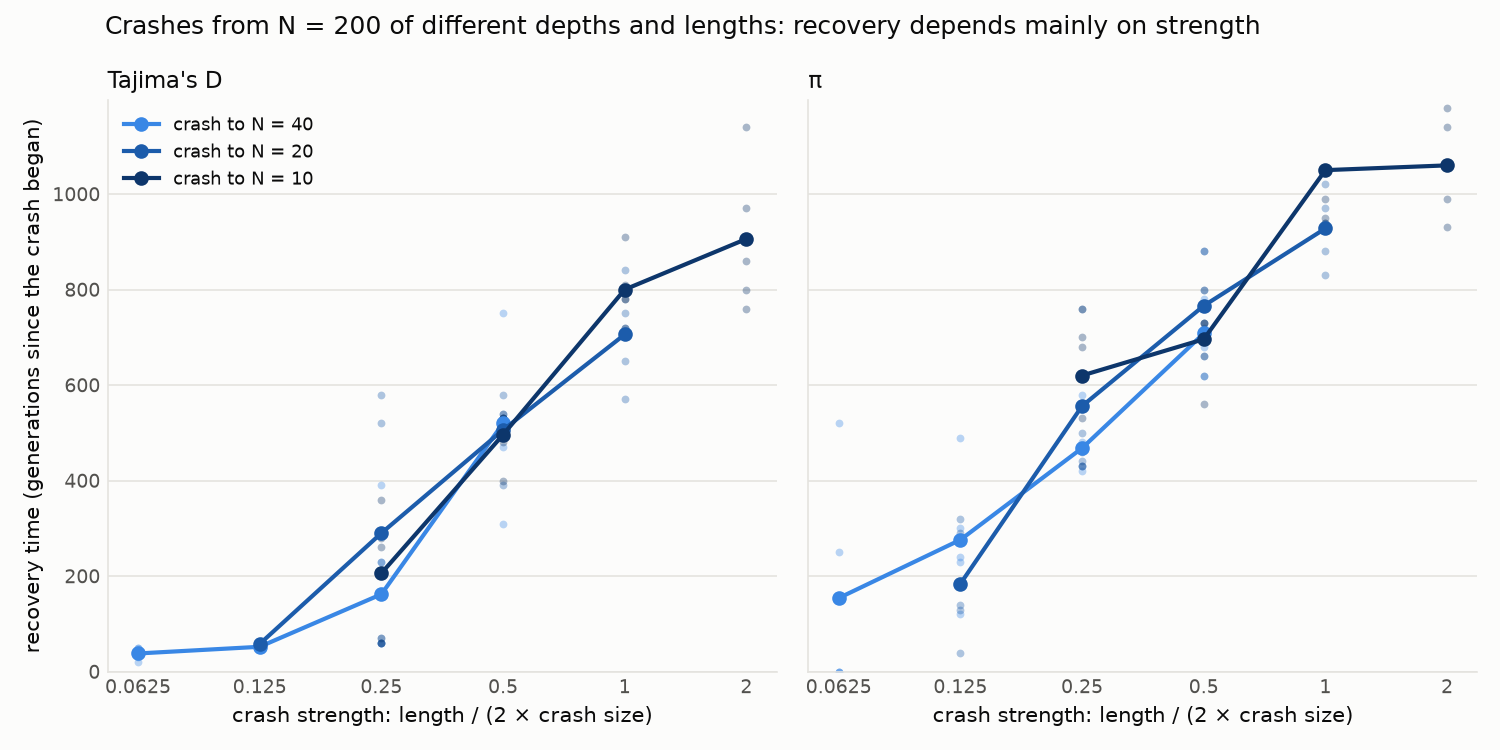 Crashes from N = 200 of different depths and lengths: recovery depends mainly on strength
Tajima's D
π
recovery time (generations since the crash began)
crash to N = 40
crash to N = 20
crash to N = 10
1000
800
600
400
200
0
0.0625 0.125 0.25 0.5 1 2
0.0625 0.125 0.25 0.5 1 2
crash strength: length / (2 × crash size)
crash strength: length / (2 × crash size)